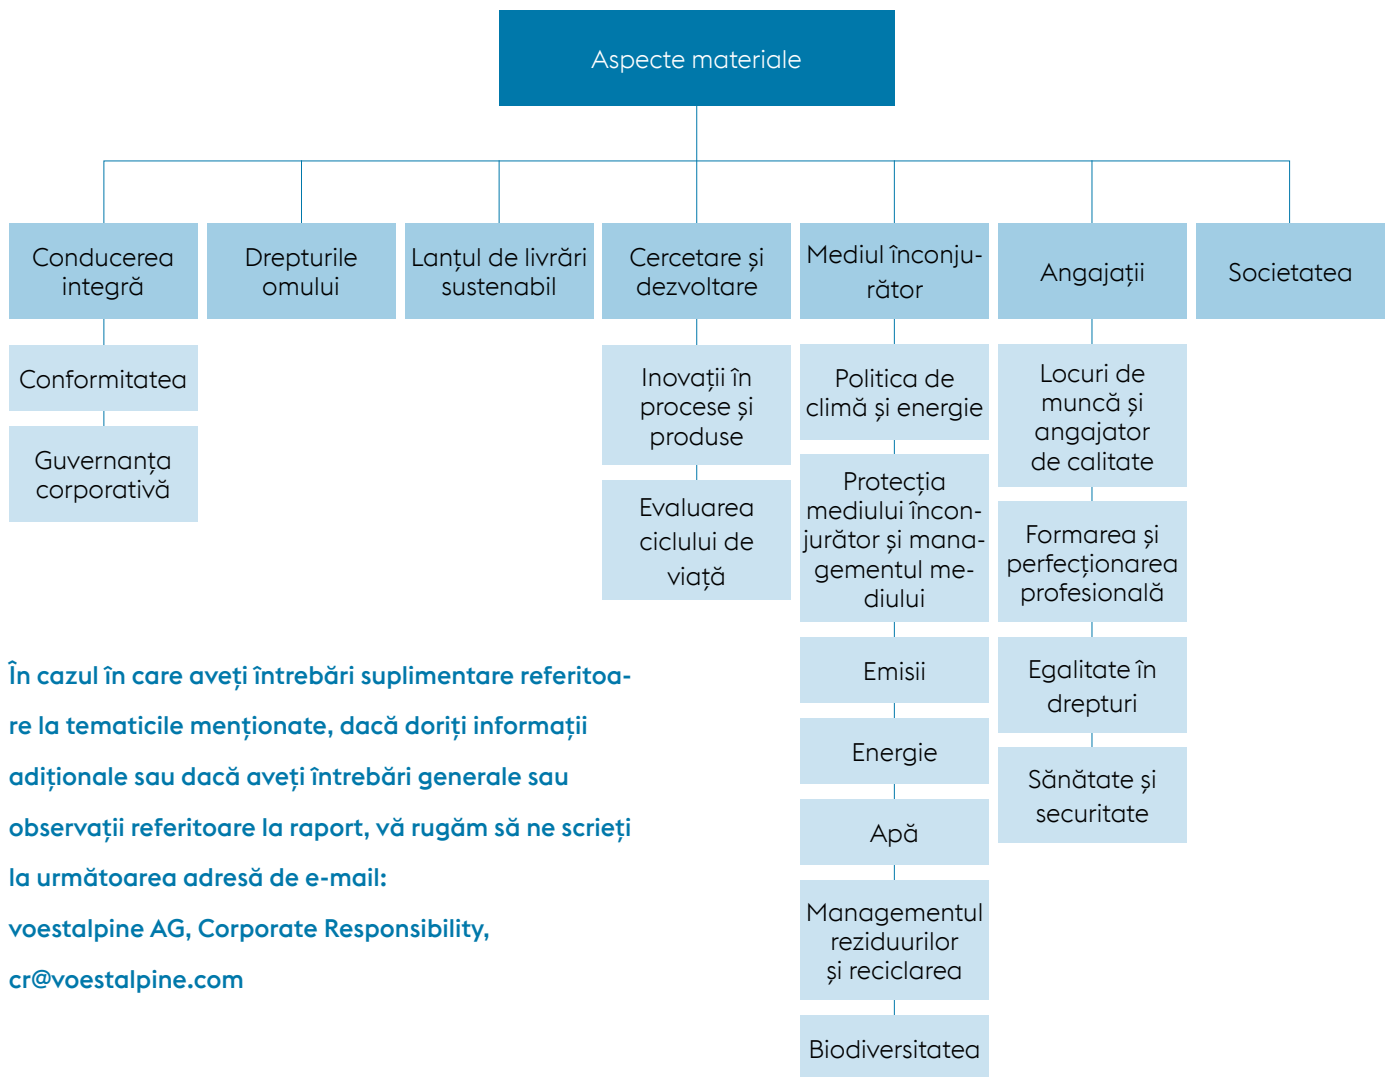 Aspecte materiale
Conducerea
integră
Drepturile
omului
Lanțul de livrări
sustenabil
Cercetare și
dezvoltare
Mediul înconju-
rător
Angajații
Societatea
Conformitatea
Guvernanța
corporativă
Inovații în
procese și
produse
Evaluarea
ciclului de
viață
Politica de
climă și energie
Protecția
mediului încon-
jurător și mana-
gementul me-
diului
Emisii
Energie
Apă
Managementul
reziduurilor
și reciclarea
Biodiversitatea
Locuri de
muncă și
angajator
de calitate
Formarea și
perfecționarea
profesională
Egalitate în
drepturi
Sănătate și
securitate
În cazul în care aveți întrebări suplimentare referitoa-
re la tematicile menționate, dacă doriți informații
adiționale sau dacă aveți întrebări generale sau
observații referitoare la raport, vă rugăm să ne scrieți
la următoarea adresă de e-mail:
voestalpine AG, Corporate Responsibility,
cr@voestalpine.com